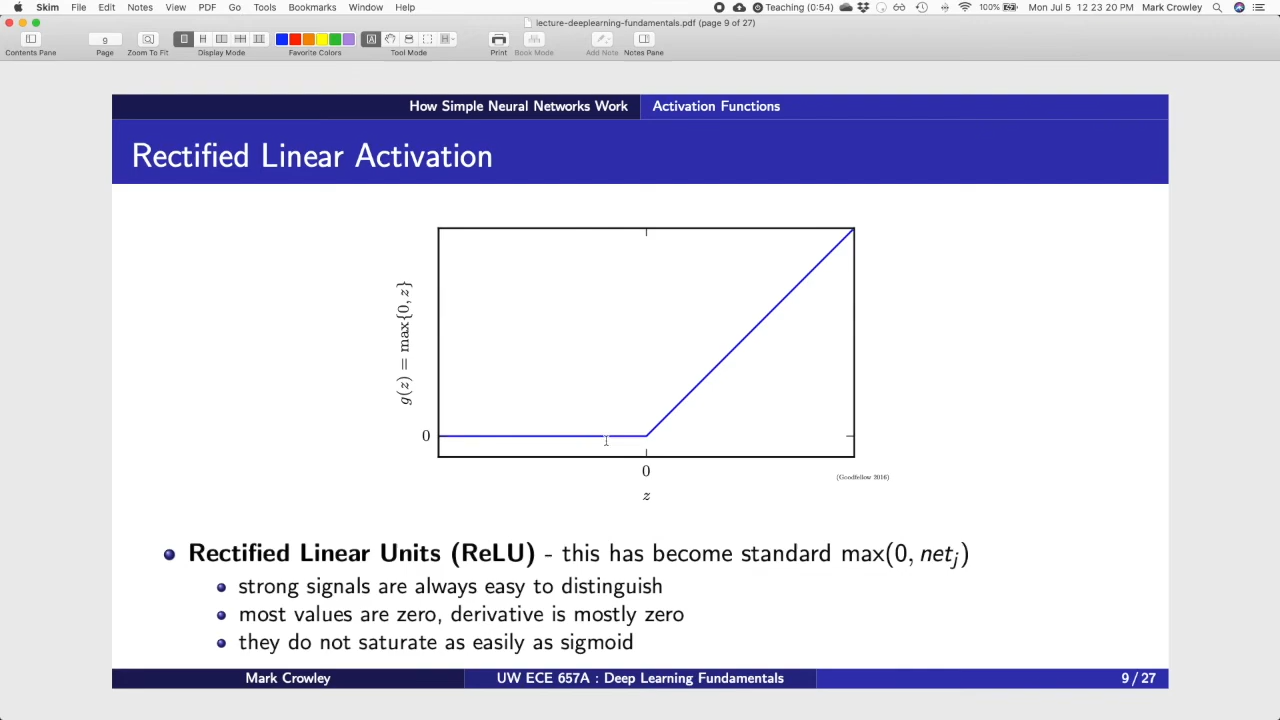 Skim File Edit View PDF Go Tools Bookmarks Window Help Teaching (0:54) 100% Mon Jul 5 12 23 20 PM Mark Crowley
lecture-deeplearning-fundamentals.pdf (page 9 of 27)
9
Contents Pane Page Zoom To Fit Display Mode Favorite Colors Tool Mode Print Book Mode Add Note Notes Pane
How Simple Neural Networks Work Activation Functions
Rectified Linear Activation
g(z) = max{0, z}
0
0
z
(Goodfellow 2016)
Rectified Linear Units (ReLU) - this has become standard max(0, net_j)
strong signals are always easy to distinguish
most values are zero, derivative is mostly zero
they do not saturate as easily as sigmoid
Mark Crowley UW ECE 657A : Deep Learning Fundamentals 9 / 27